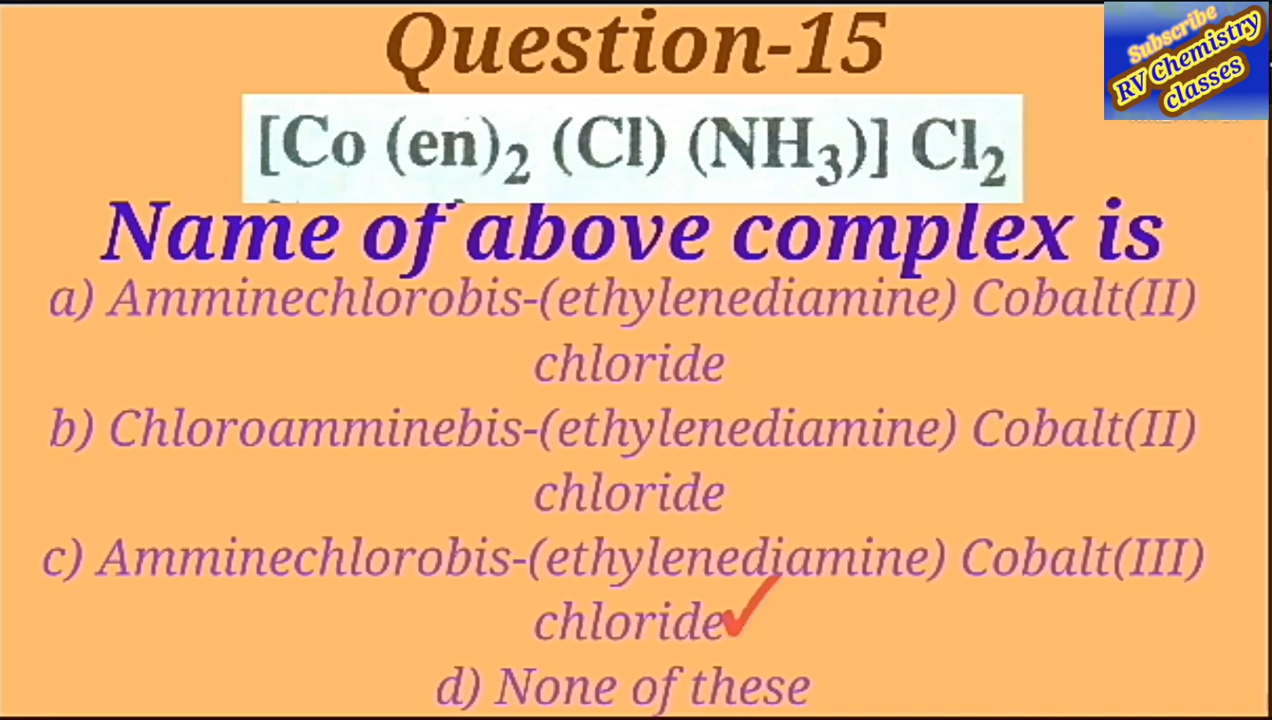 Question-15
Subscribe
RV Chemistry
classes
[Co (en)₂ (Cl) (NH₃)] Cl₂
Name of above complex is
a) Amminechlorobis-(ethylenediamine) Cobalt(II)
chloride
b) Chloroamminebis-(ethylenediamine) Cobalt(II)
chloride
c) Amminechlorobis-(ethylenediamine) Cobalt(III)
chloride✓
d) None of these